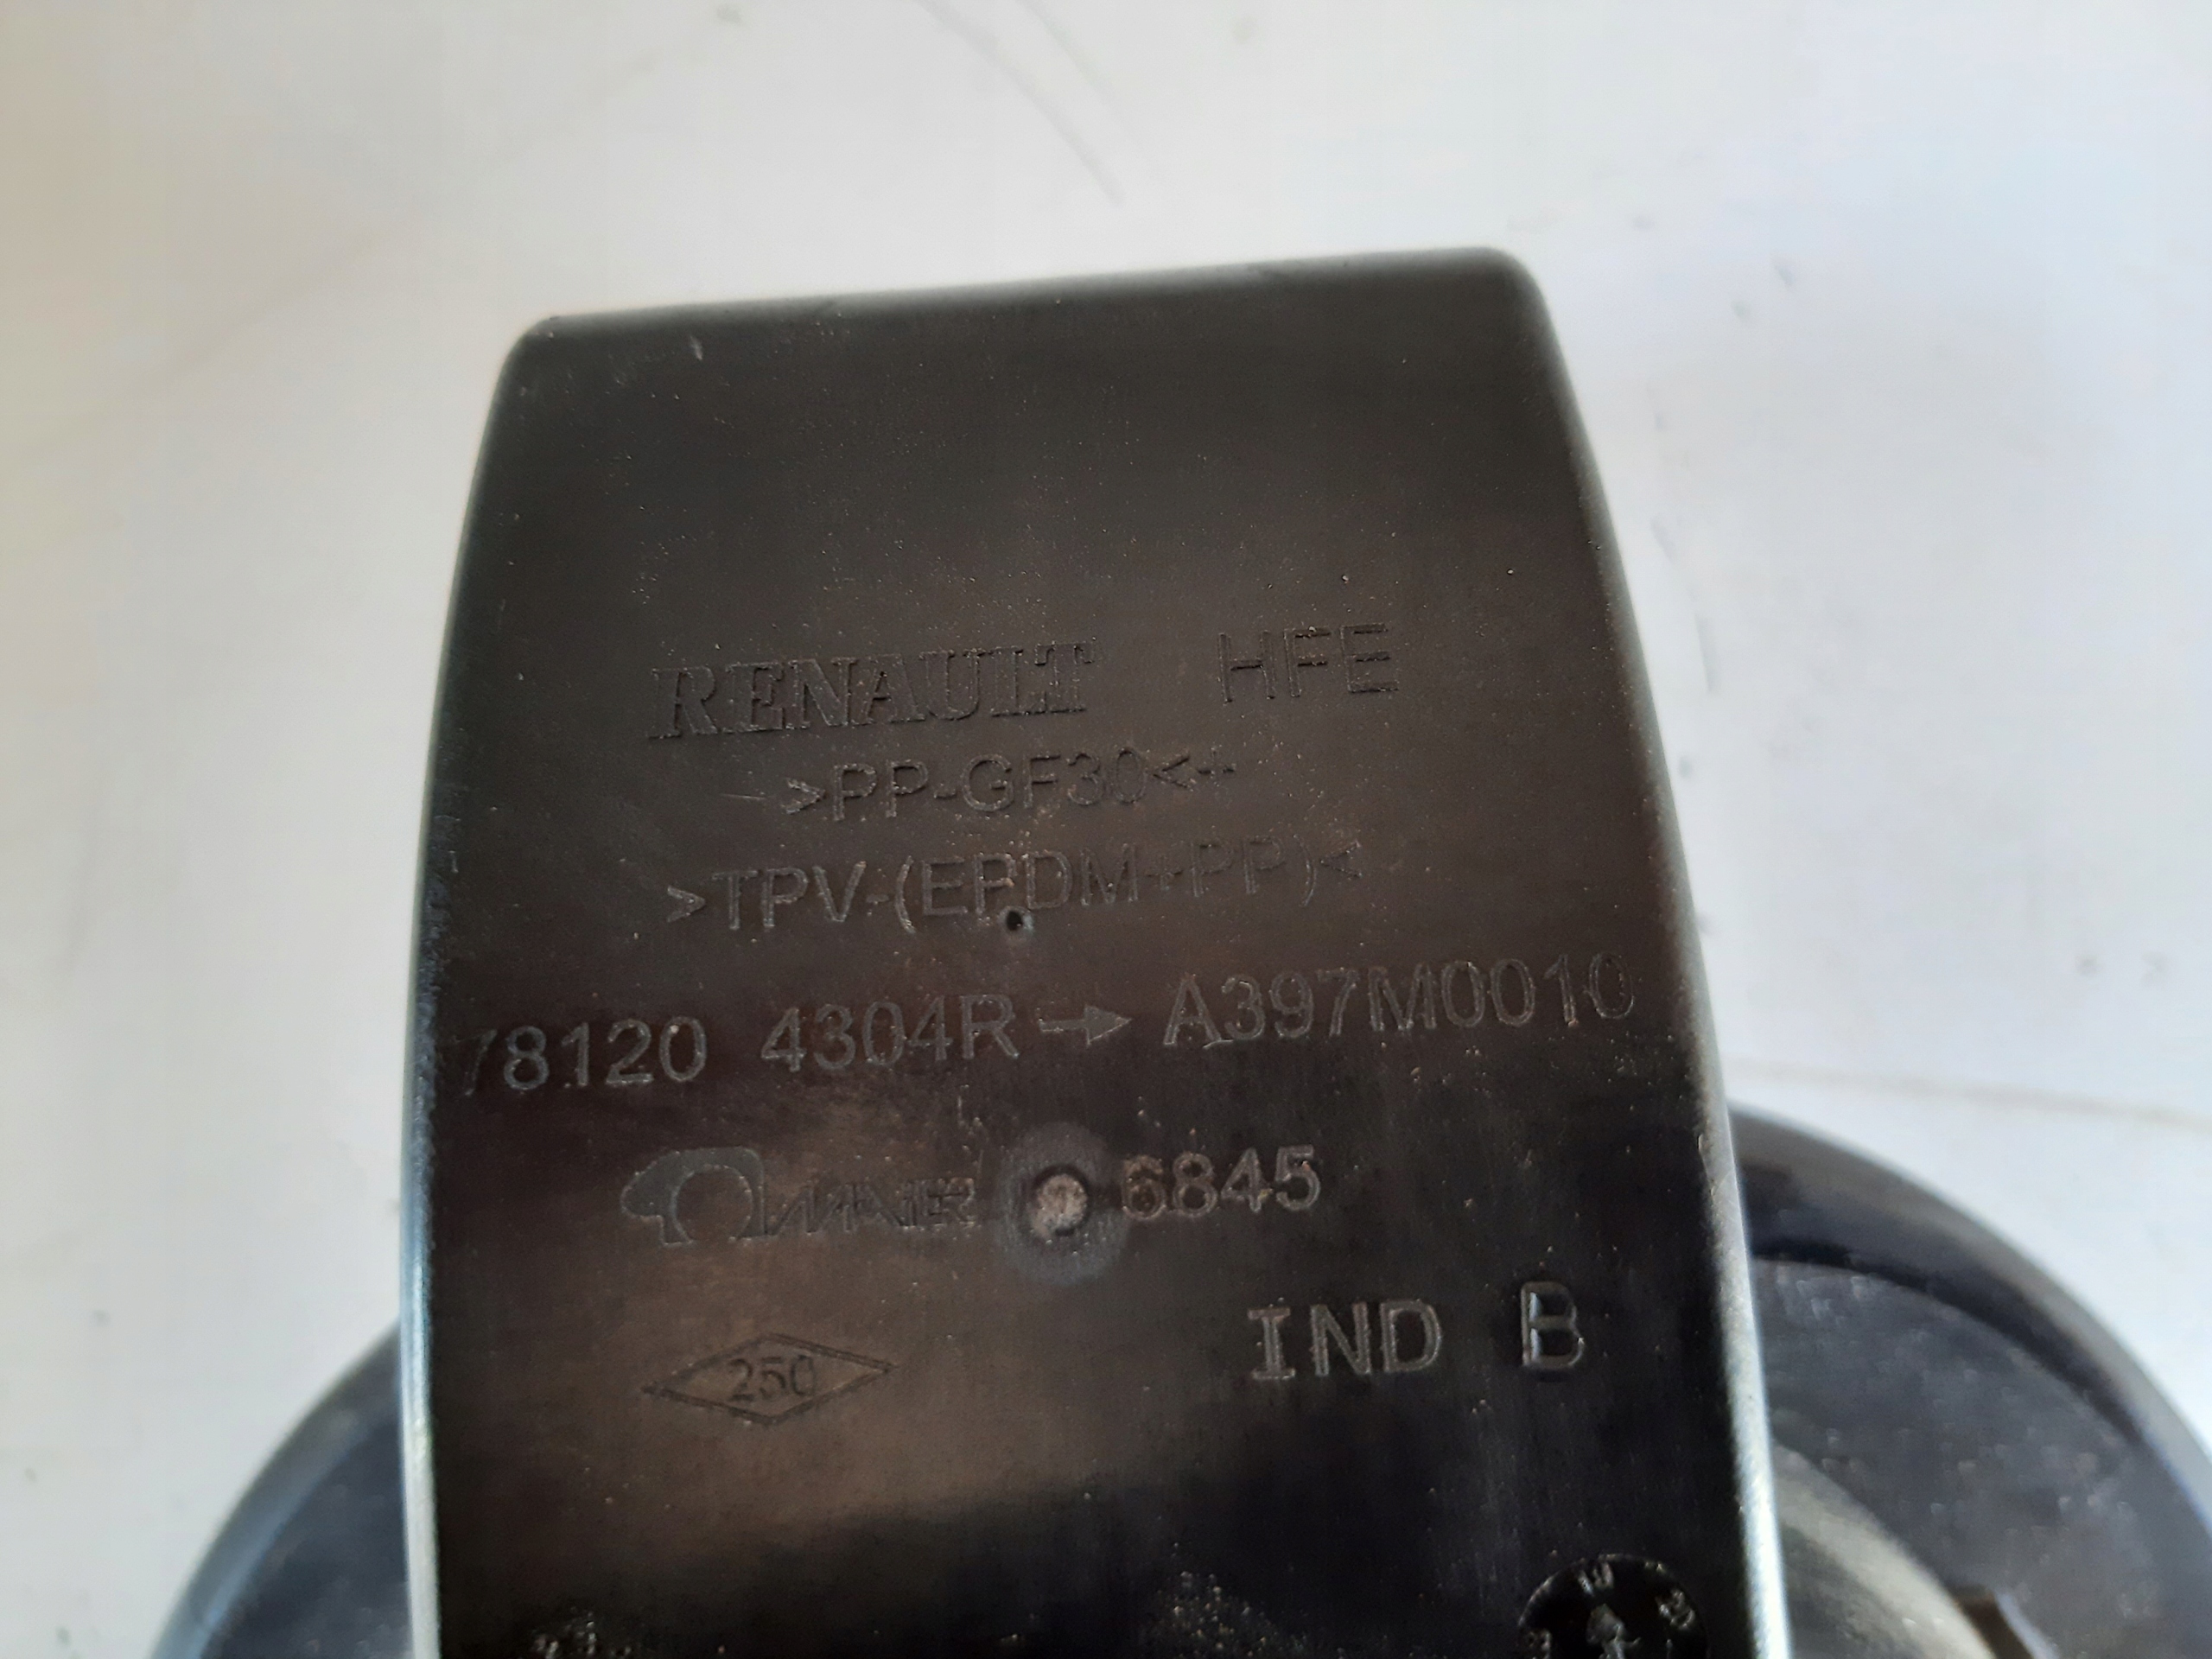 RENAULT HFE
>PP-GF30<+
>TPV-(EPDM+PP)<
78120 4304R → A397M0010
6845
IND B
250